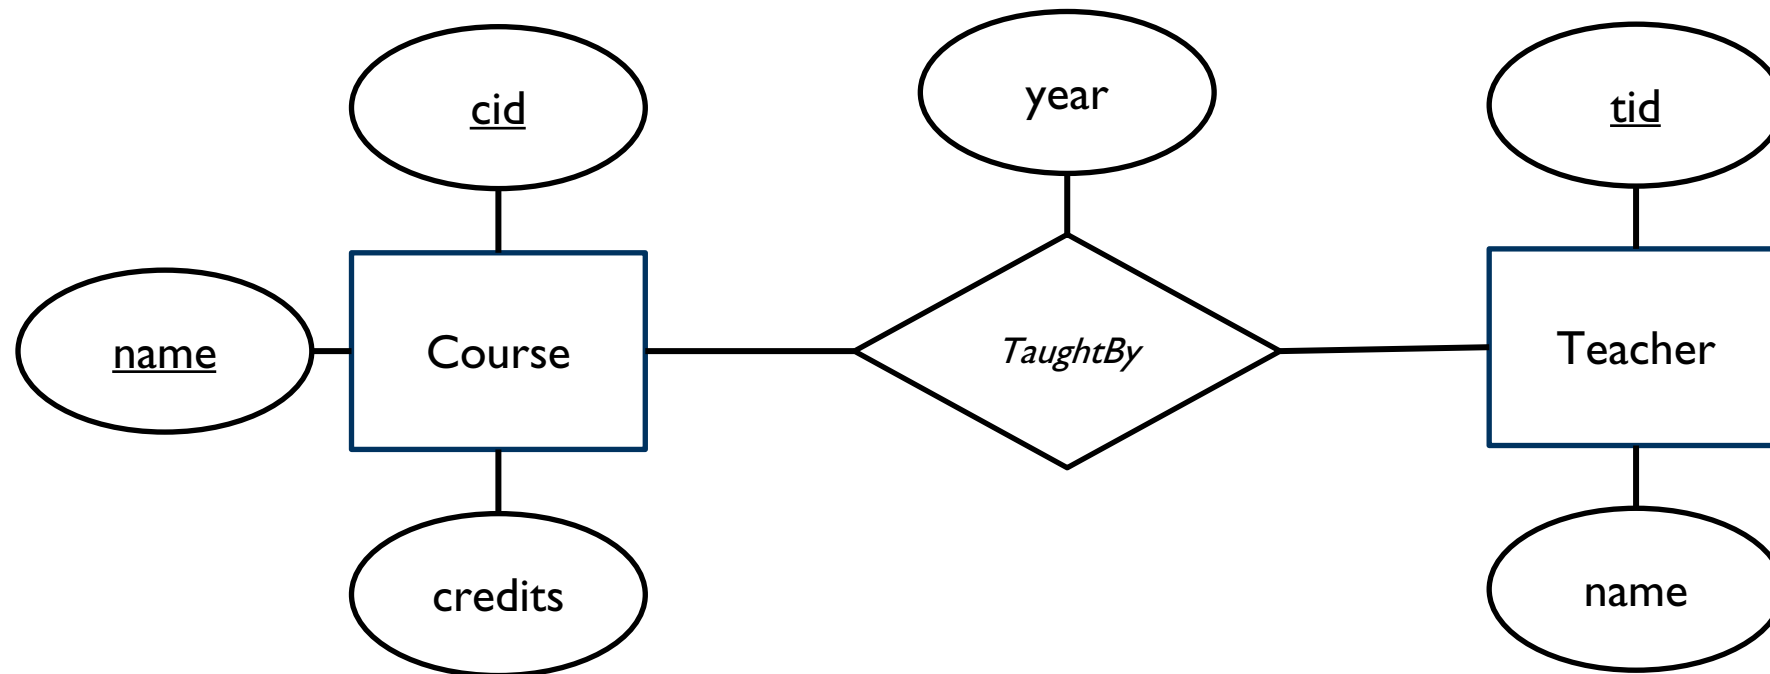 cid
year
tid
name
Course
TaughtBy
Teacher
credits
name